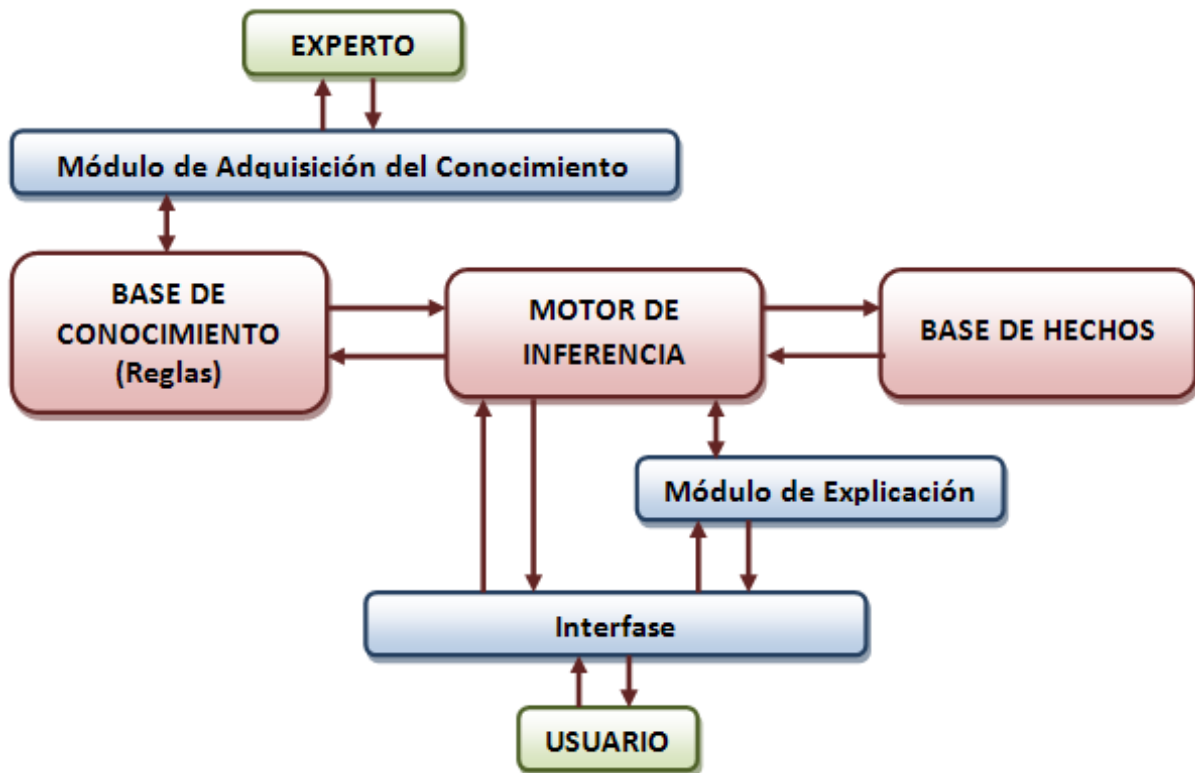 EXPERTO
Módulo de Adquisición del Conocimiento
BASE DE
CONOCIMIENTO
(Reglas)
MOTOR DE
INFERENCIA
BASE DE HECHOS
Módulo de Explicación
Interfase
USUARIO